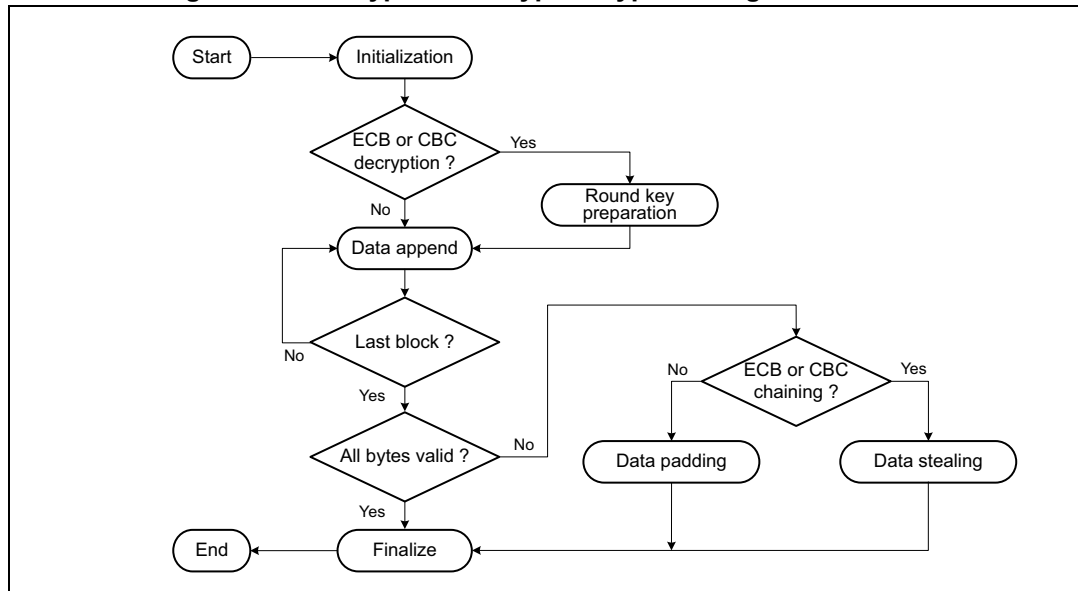 Start
Initialization
ECB or CBC
decryption ?
Yes
Round key
preparation
No
Data append
Last block ?
No
Yes
ECB or CBC
chaining ?
No
Yes
All bytes valid ?
No
Data padding
Data stealing
Yes
End
Finalize